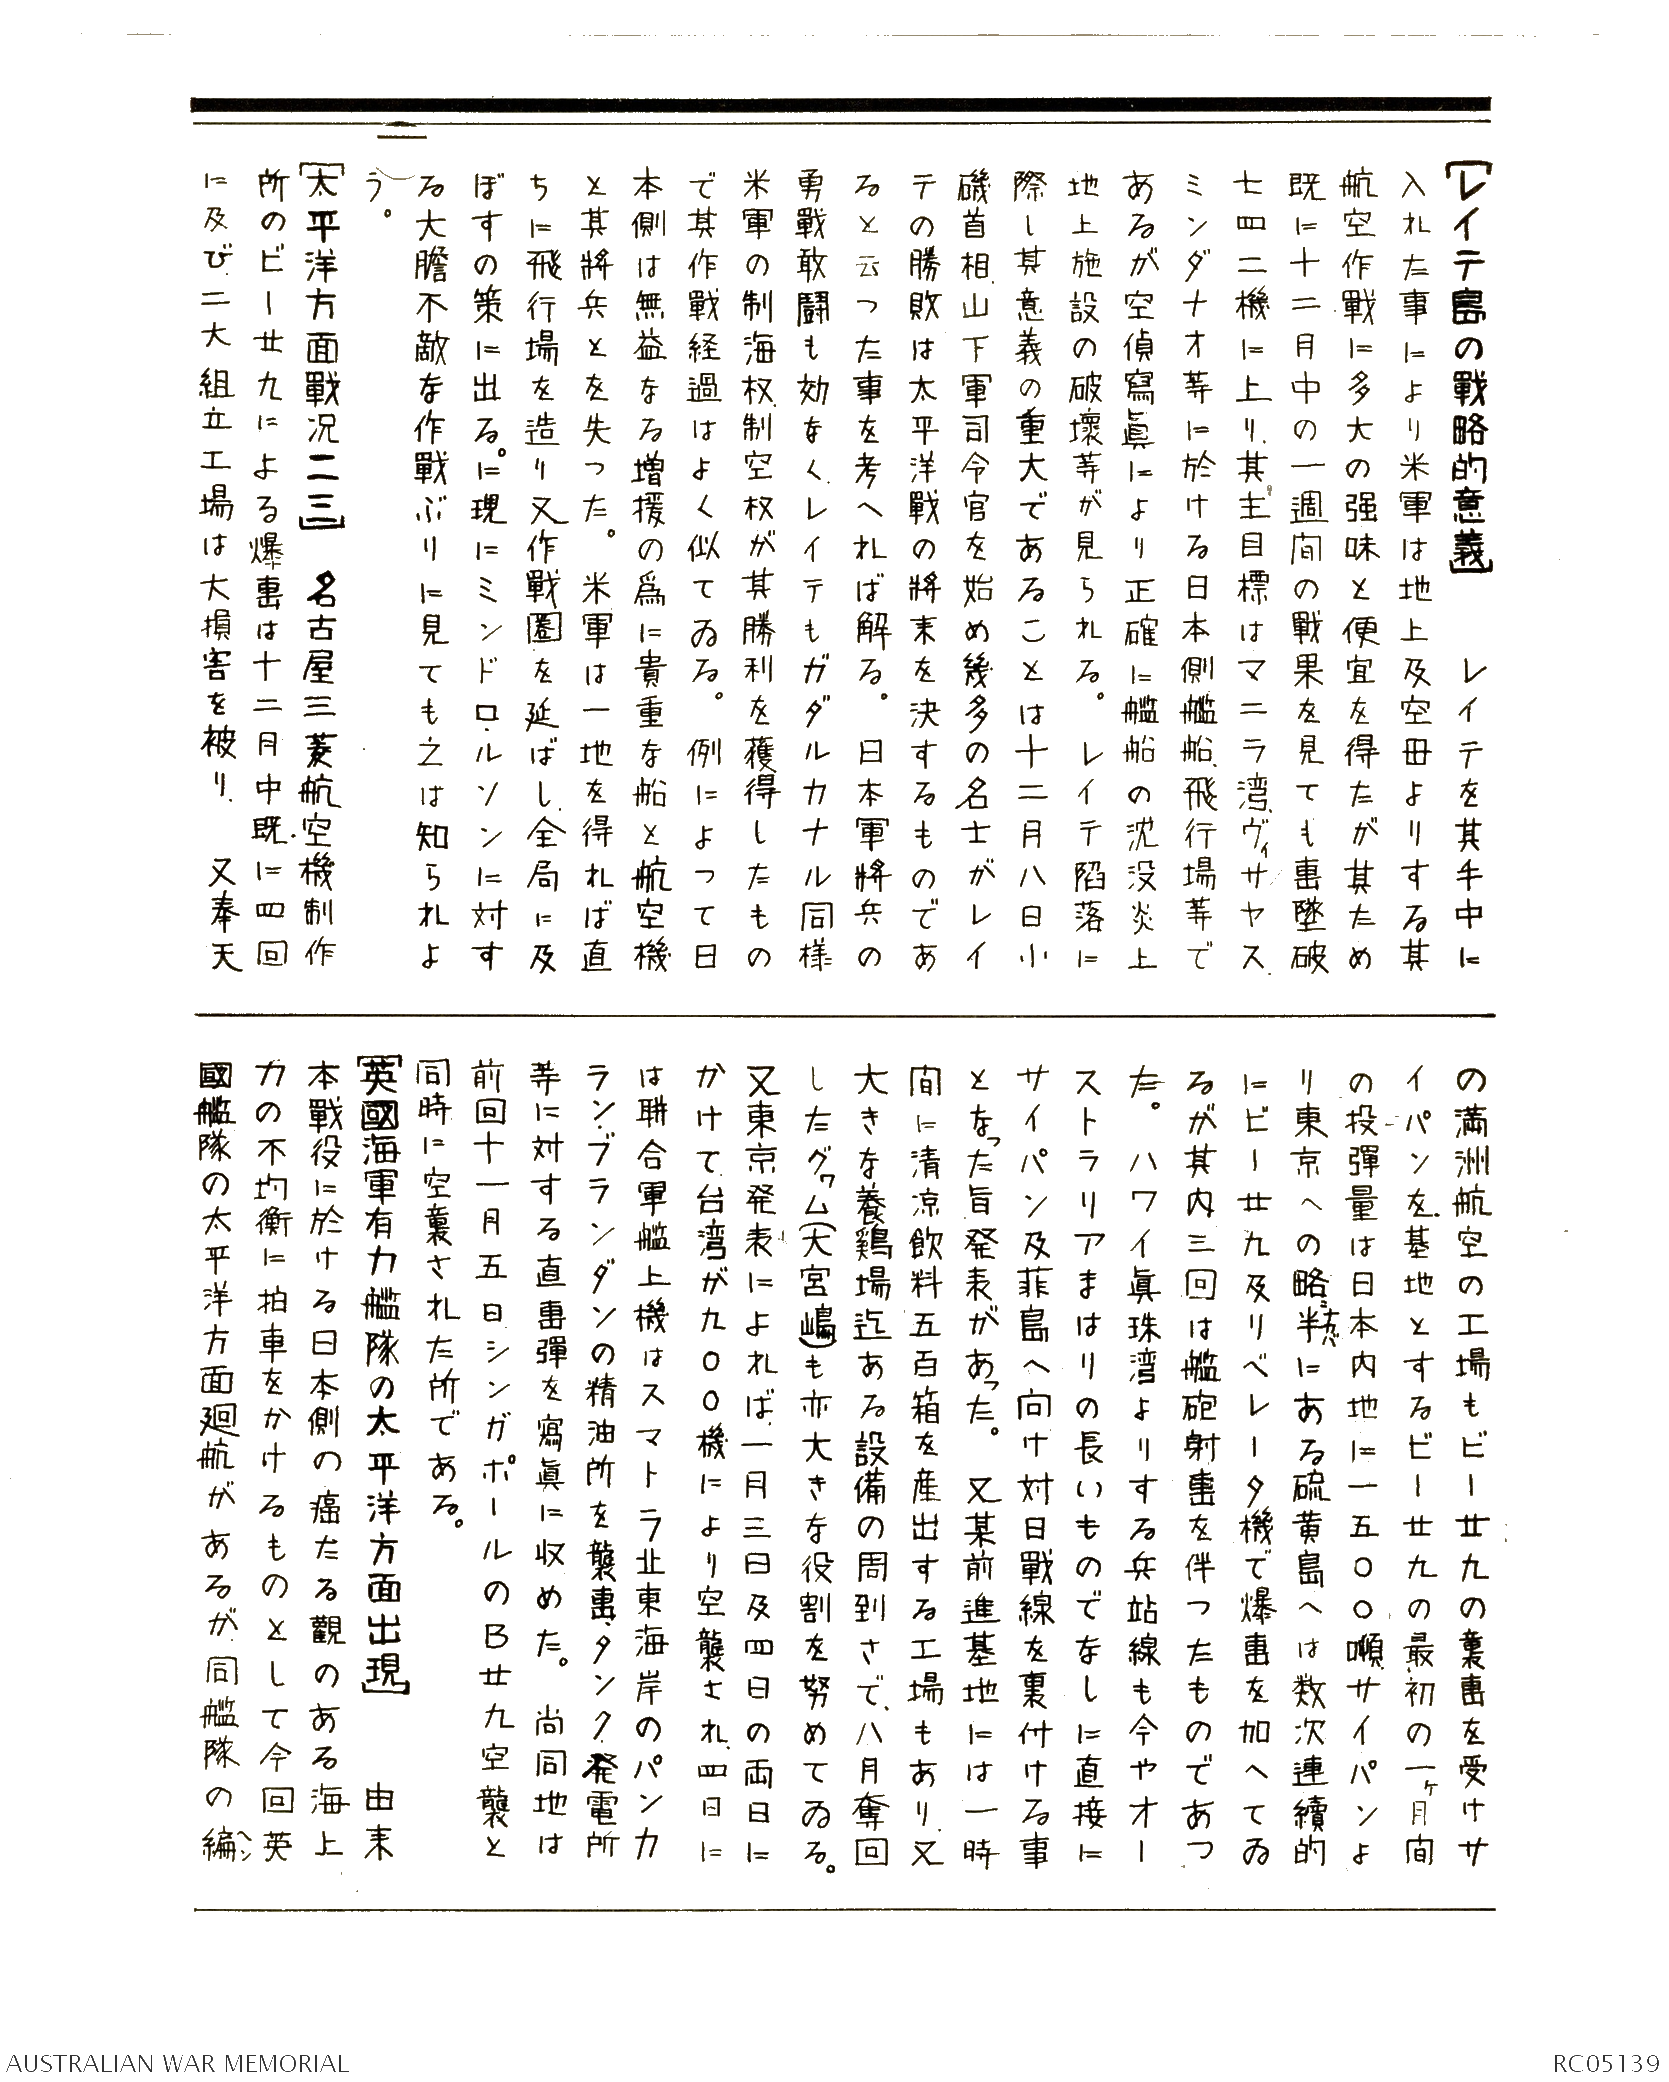 [レイテ島の戰略的意義]　レイテを其手中に
入れた事により米軍は地上及空毌よりする其
航空作戰に多大の强味と便宜を得たが其ため
既に十二月中の一週间の戰果を見ても擊墜破
七四二機に上り、其主目標はマニラ湾、ヴィサヤス、
ミンダナオ等に於ける日本側艦船、飛行場等で
あるが空偵寫眞により正確に艦船の沈没炎上
地上施設の破壞等が見られる。レイテ陷落に
際し其意義の重大であることは十二月八日小
磯首相、山下軍司令官を始め幾多の名士がレイ
テの勝敗は太平洋戰の將来を決するものであ
ると云つた事を考へれば解る。日本軍將兵の
勇戰敢闘も効なく、レイテもガダルカナル同様
米軍の制海权、制空权が其勝利を獲得したもの
で其作戰経過はよく似てゐる。例によつて日
本側は無益なる増援の爲に貴重な船と航空機
と其將兵とを失つた。米軍は一地を得れば直
ちに飛行場を造り又作戰圏を延ばし、全局に及
ぼすの策に出る。に現にミンドロ、ルソンに対す
る大膽不敵な作戰ぶりに見ても之は知られよ
う。
[太平洋方面戰况二三]　名古屋三菱航空機制作
所のビー廿九による爆擊は十二月中既に四回
に及び、二大組立工場は大損害を被り、又奉天
の満洲航空の工場もビー廿九の襲擊を受けサ
イパンを基地とするビー廿九の最初の一ヶ月间
の投彈量は日本内地に一五〇〇噸、サイパンよ
り東京への略半ナカバにある硫黄島へは数次連續的
にビー廿九及リベレータ機で爆擊を加へてゐ
るが其内三回は艦砲射擊を伴つたものであつ
た。ハワイ眞珠湾よりする兵站線も今やオー
ストラリアまはりの長いものでなしに直接に
サイパン及菲島へ向け対日戰線を裏付ける事
となつた旨発表があつた。又某前進基地には一時
间に清凉飲料五百箱を産出する工場もあり、又
大きな養鶏場迄ある設備の周到さで、八月奪回
したグヮム(大宮嶋)も亦大きな役割を努めてゐる。
又東京発表によれば、一月三日及四日の両日に
かけて、台湾が九〇〇機により空襲され、四日に
は聨合軍艦上機はスマトラ北東海岸のパンカ
ラン、ブランダンの精油所を襲擊、タンク、発電所
等に対する直擊彈を寫眞に収めた。尚同地は
前回十一月五日シンガポールのB廿九空襲と
同時に空襲された所である。
[英國海軍有力艦隊の太平洋方面出現]　由来
本戰役に於ける日本側の癌たる觀のある海上
力の不均衡に拍車をかけるものとして今回英
國艦隊の太平洋方面廻航があるが、同艦隊の編ヘン
AUSTRALIAN WAR MEMORIAL
RC05139